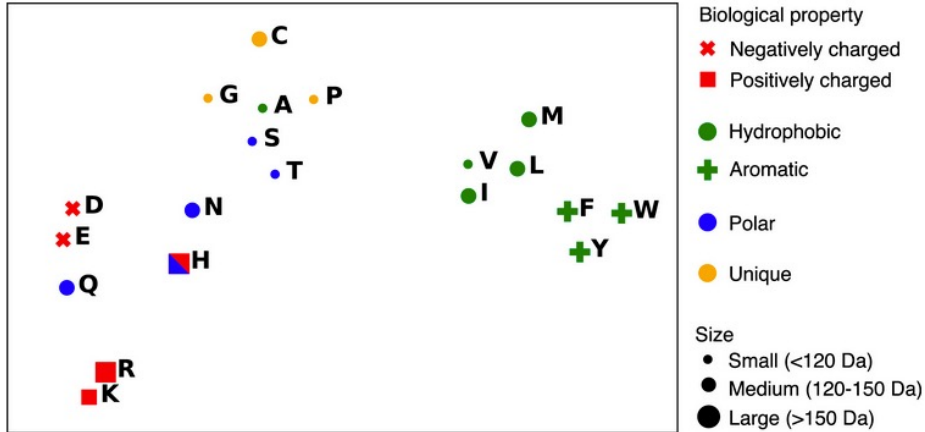 C
G
A
P
S
T
M
V
L
I
D
N
F
W
E
Y
H
Q
R
K
Biological property
Negatively charged
Positively charged
Hydrophobic
Aromatic
Polar
Unique
Size
Small (<120 Da)
Medium (120-150 Da)
Large (>150 Da)